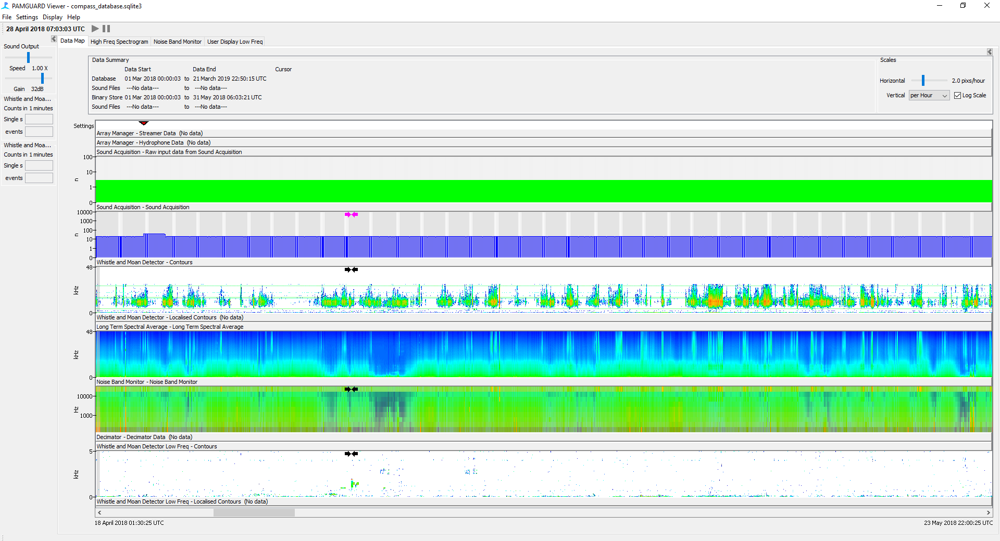 PAMGUARD Viewer - compass_database.sqlite3
File Settings Display Help
28 April 2018 07:03:03 UTC
Data Map High Freq Spectrogram Noise Band Monitor User Display Low Freq
Sound Output
Speed 1.00 X
Gain 32dB
Whistle and Moa...
Counts in 1 minutes
Single s
events
Whistle and Moa...
Counts in 1 minutes
Single s
events
Data Summary
Data Start Data End Cursor
Database 01 Mar 2018 00:00:03 to 21 March 2019 22:50:15 UTC
Sound Files ---No data--- to ---No data---
Binary Store 01 Mar 2018 00:00:03 to 31 May 2018 06:03:21 UTC
Sound Files ---No data--- to ---No data---
Scales
Horizontal 2.0 pixs/hour
Vertical per Hour Log Scale
Settings
Array Manager - Streamer Data (No data)
Array Manager - Hydrophone Data (No data)
Sound Acquisition - Raw input data from Sound Acquisition
100
10
n
1
0
Sound Acquisition - Sound Acquisition
10000
1000
100
n
10
1
0
Whistle and Moan Detector - Contours
48
kHz
0
Whistle and Moan Detector - Localised Contours (No data)
Long Term Spectral Average - Long Term Spectral Average
48
kHz
0
Noise Band Monitor - Noise Band Monitor
10000
Hz
1000
Decimator - Decimator Data (No data)
Whistle and Moan Detector Low Freq - Contours
5
kHz
0
Whistle and Moan Detector Low Freq - Localised Contours (No data)
18 April 2018 01:30:25 UTC 23 May 2018 22:00:25 UTC